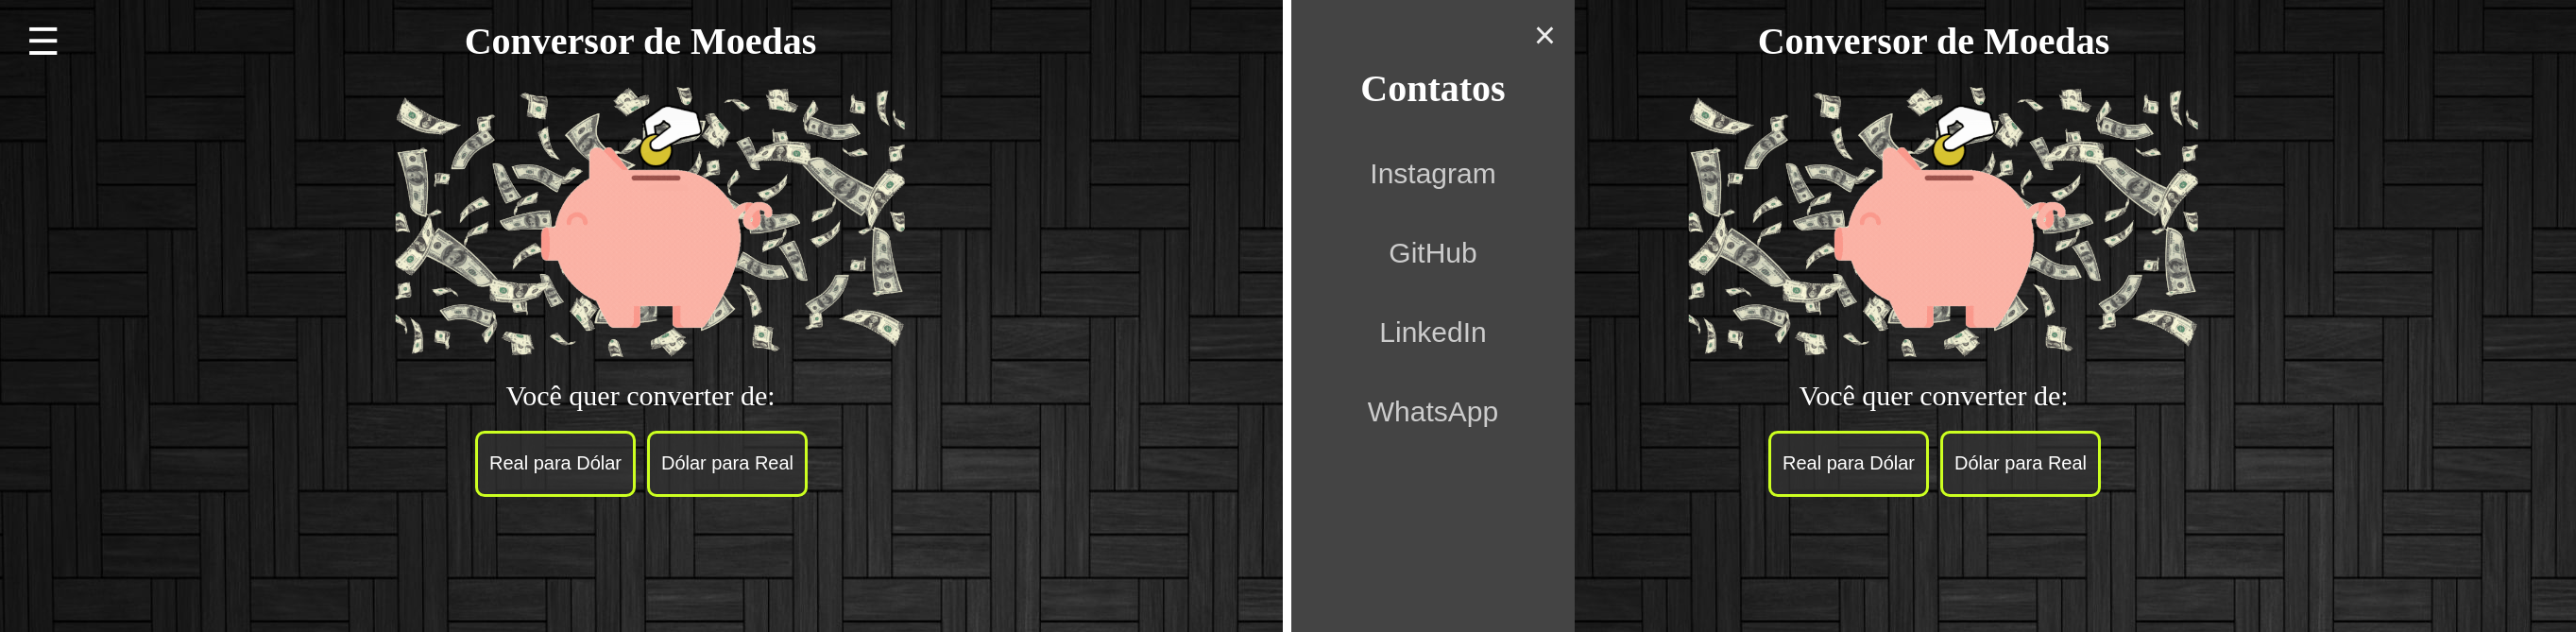 ☰
Conversor de Moedas
Você quer converter de:
Real para Dólar
Dólar para Real
×
Contatos
Instagram
GitHub
LinkedIn
WhatsApp
Conversor de Moedas
Você quer converter de:
Real para Dólar
Dólar para Real